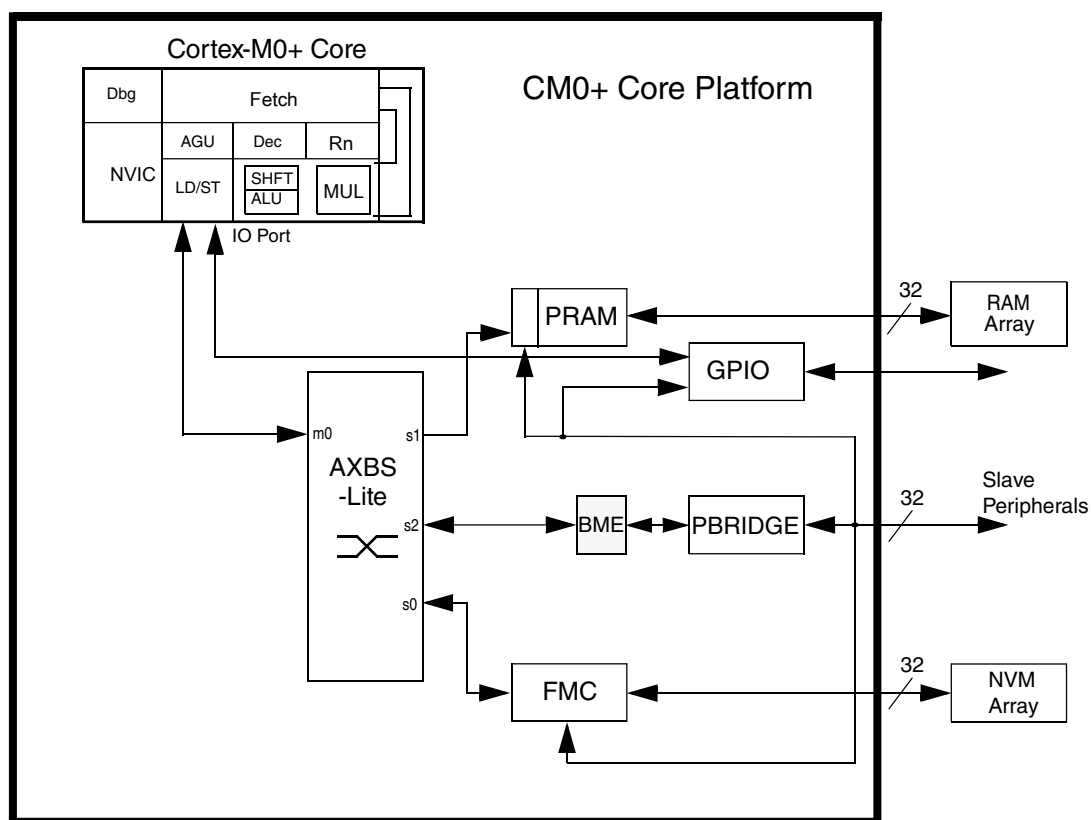 Cortex-M0+ Core
CM0+ Core Platform
Dbg
Fetch
AGU
Dec
Rn
NVIC
LD/ST
SHFT
ALU
MUL
IO Port
PRAM
32
RAM
Array
GPIO
m0
s1
AXBS
-Lite
s2
BME
PBRIDGE
32
Slave
Peripherals
s0
FMC
32
NVM
Array